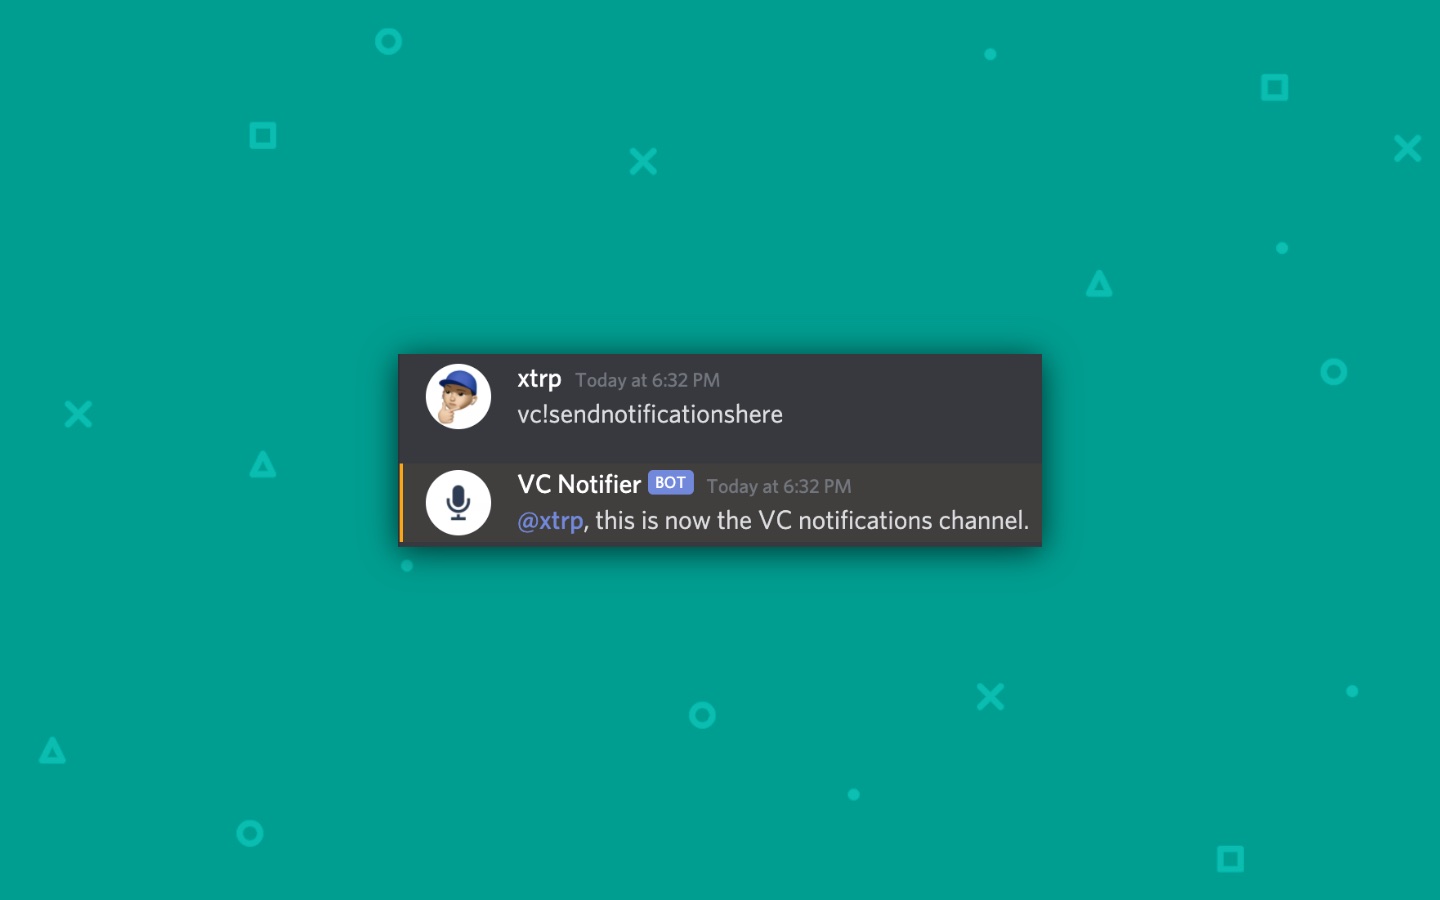 xtrp Today at 6:32 PM
vc!sendnotificationshere
VC Notifier BOT Today at 6:32 PM
@xtrp, this is now the VC notifications channel.